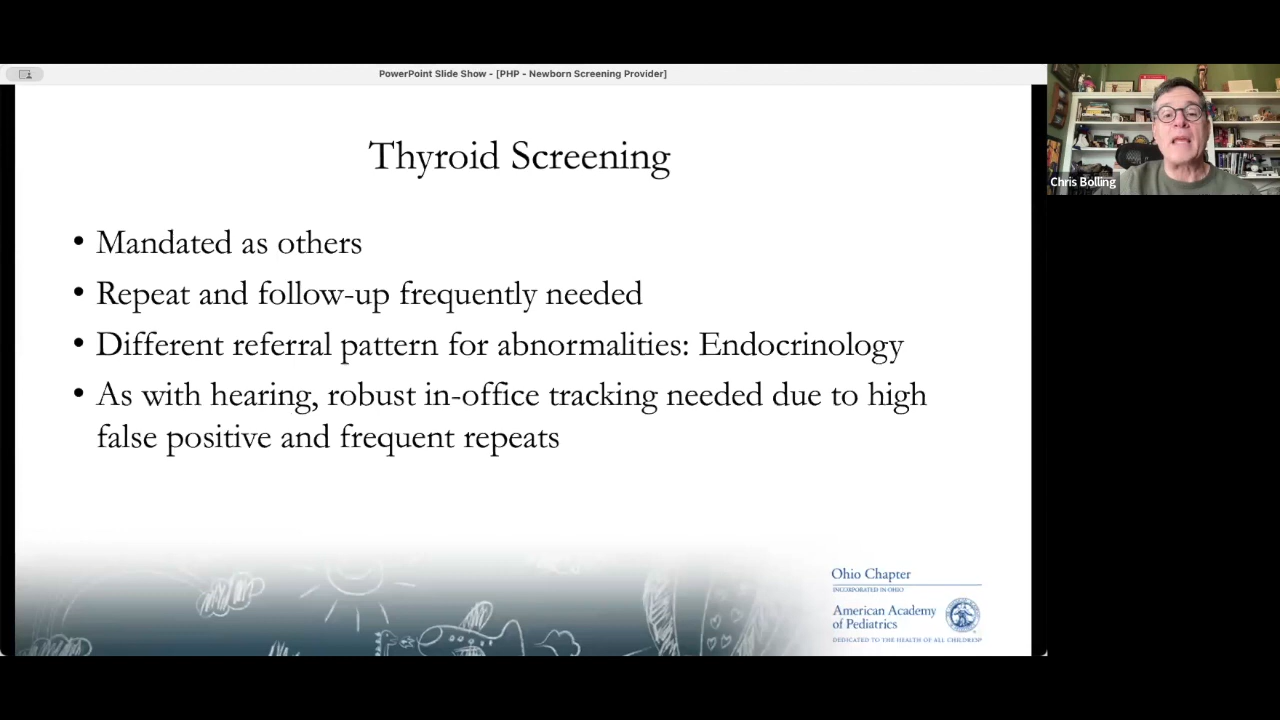 PowerPoint Slide Show - [PHP - Newborn Screening Provider]
Thyroid Screening
• Mandated as others
• Repeat and follow-up frequently needed
• Different referral pattern for abnormalities: Endocrinology
• As with hearing, robust in-office tracking needed due to high
false positive and frequent repeats
Chris Bolling
Ohio Chapter
INCORPORATED IN OHIO
American Academy
of Pediatrics
DEDICATED TO THE HEALTH OF ALL CHILDREN®